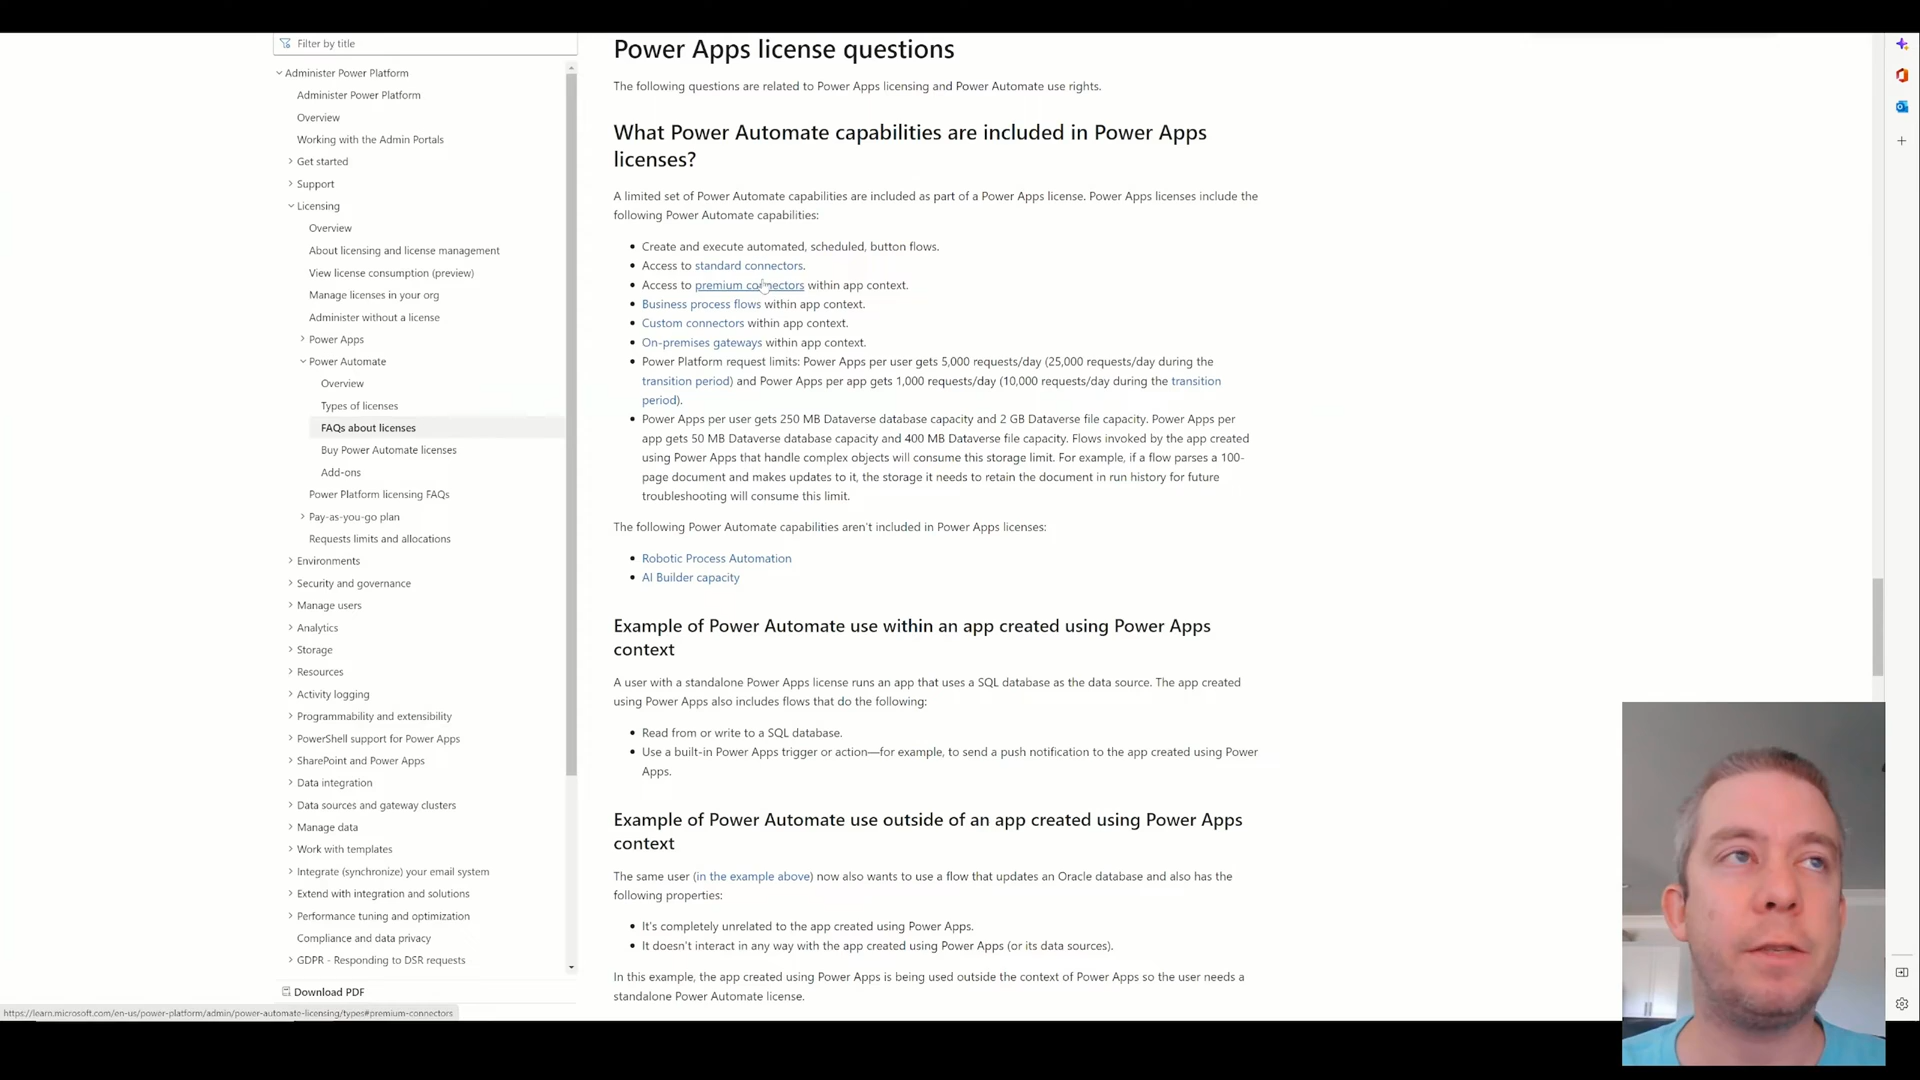 Filter by title
Administer Power Platform
Administer Power Platform
Overview
Working with the Admin Portals
Get started
Support
Licensing
Overview
About licensing and license management
View license consumption (preview)
Manage licenses in your org
Administer without a license
Power Apps
Power Automate
Overview
Types of licenses
FAQs about licenses
Buy Power Automate licenses
Add-ons
Power Platform licensing FAQs
Pay-as-you-go plan
Requests limits and allocations
Environments
Security and governance
Manage users
Analytics
Storage
Resources
Activity logging
Programmability and extensibility
PowerShell support for Power Apps
SharePoint and Power Apps
Data integration
Data sources and gateway clusters
Manage data
Work with templates
Integrate (synchronize) your email system
Extend with integration and solutions
Performance tuning and optimization
Compliance and data privacy
GDPR - Responding to DSR requests
Download PDF
https://learn.microsoft.com/en-us/power-platform/admin/power-automate-licensing/types#premium-connectors
Power Apps license questions
The following questions are related to Power Apps licensing and Power Automate use rights.
What Power Automate capabilities are included in Power Apps
licenses?
A limited set of Power Automate capabilities are included as part of a Power Apps license. Power Apps licenses include the
following Power Automate capabilities:
• Create and execute automated, scheduled, button flows.
• Access to standard connectors.
• Access to premium connectors within app context.
• Business process flows within app context.
• Custom connectors within app context.
• On-premises gateways within app context.
• Power Platform request limits: Power Apps per user gets 5,000 requests/day (25,000 requests/day during the
transition period) and Power Apps per app gets 1,000 requests/day (10,000 requests/day during the transition
period).
• Power Apps per user gets 250 MB Dataverse database capacity and 2 GB Dataverse file capacity. Power Apps per
app gets 50 MB Dataverse database capacity and 400 MB Dataverse file capacity. Flows invoked by the app created
using Power Apps that handle complex objects will consume this storage limit. For example, if a flow parses a 100-
page document and makes updates to it, the storage it needs to retain the document in run history for future
troubleshooting will consume this limit.
The following Power Automate capabilities aren't included in Power Apps licenses:
• Robotic Process Automation
• AI Builder capacity
Example of Power Automate use within an app created using Power Apps
context
A user with a standalone Power Apps license runs an app that uses a SQL database as the data source. The app created
using Power Apps also includes flows that do the following:
• Read from or write to a SQL database.
• Use a built-in Power Apps trigger or action—for example, to send a push notification to the app created using Power
Apps.
Example of Power Automate use outside of an app created using Power Apps
context
The same user (in the example above) now also wants to use a flow that updates an Oracle database and also has the
following properties:
• It's completely unrelated to the app created using Power Apps.
• It doesn't interact in any way with the app created using Power Apps (or its data sources).
In this example, the app created using Power Apps is being used outside the context of Power Apps so the user needs a
standalone Power Automate license.